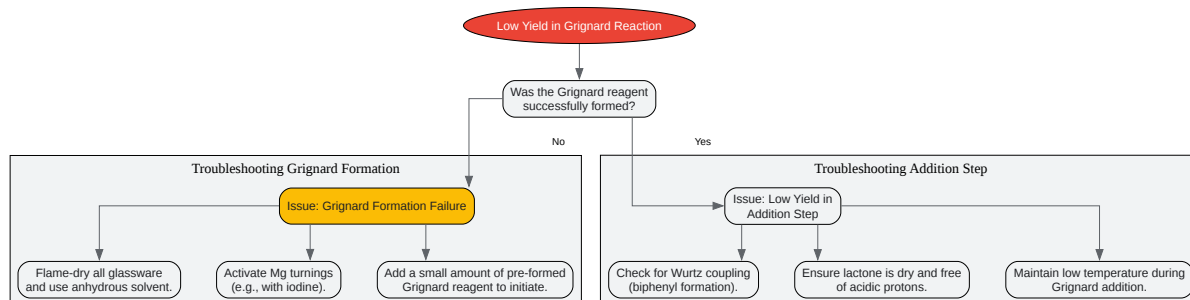 Low Yield in Grignard Reaction
Was the Grignard reagent
successfully formed?
No
Yes
Troubleshooting Grignard Formation
Issue: Grignard Formation Failure
Flame-dry all glassware
and use anhydrous solvent.
Activate Mg turnings
(e.g., with iodine).
Add a small amount of pre-formed
Grignard reagent to initiate.
Troubleshooting Addition Step
Issue: Low Yield in
Addition Step
Check for Wurtz coupling
(biphenyl formation).
Ensure lactone is dry and free
of acidic protons.
Maintain low temperature during
Grignard addition.